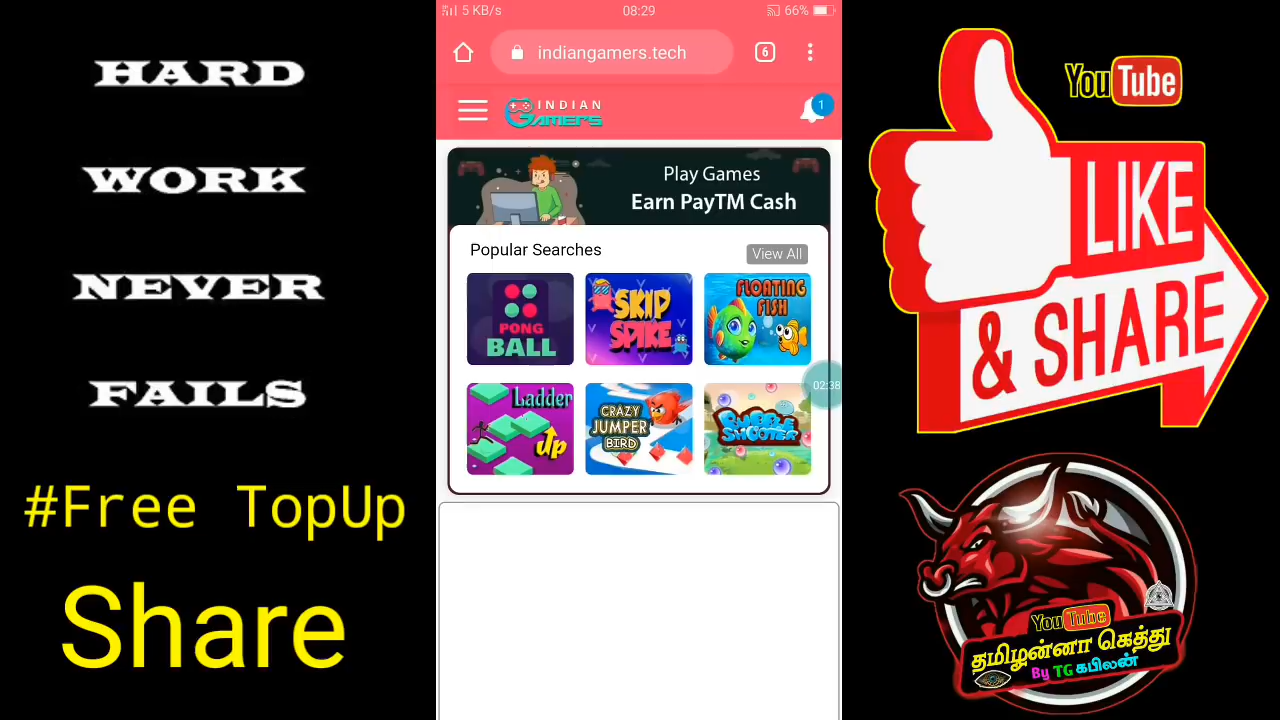 HARD
WORK
NEVER
FAILS
#Free TopUp
Share
5 KB/s
08:29
66%
indiangamers.tech
6
INDIAN
GAMERS
1
Play Games
Earn PayTM Cash
Popular Searches
View All
PONG
BALL
SKIP
SPIKE
FLOATING
FISH
02:38
Ladder
Up
CRAZY
JUMPER
BIRD
BUBBLE
SHOOTER
YouTube
LIKE
& SHARE
YouTube
தமிழன்னா கெத்து
By TG கபிலன்